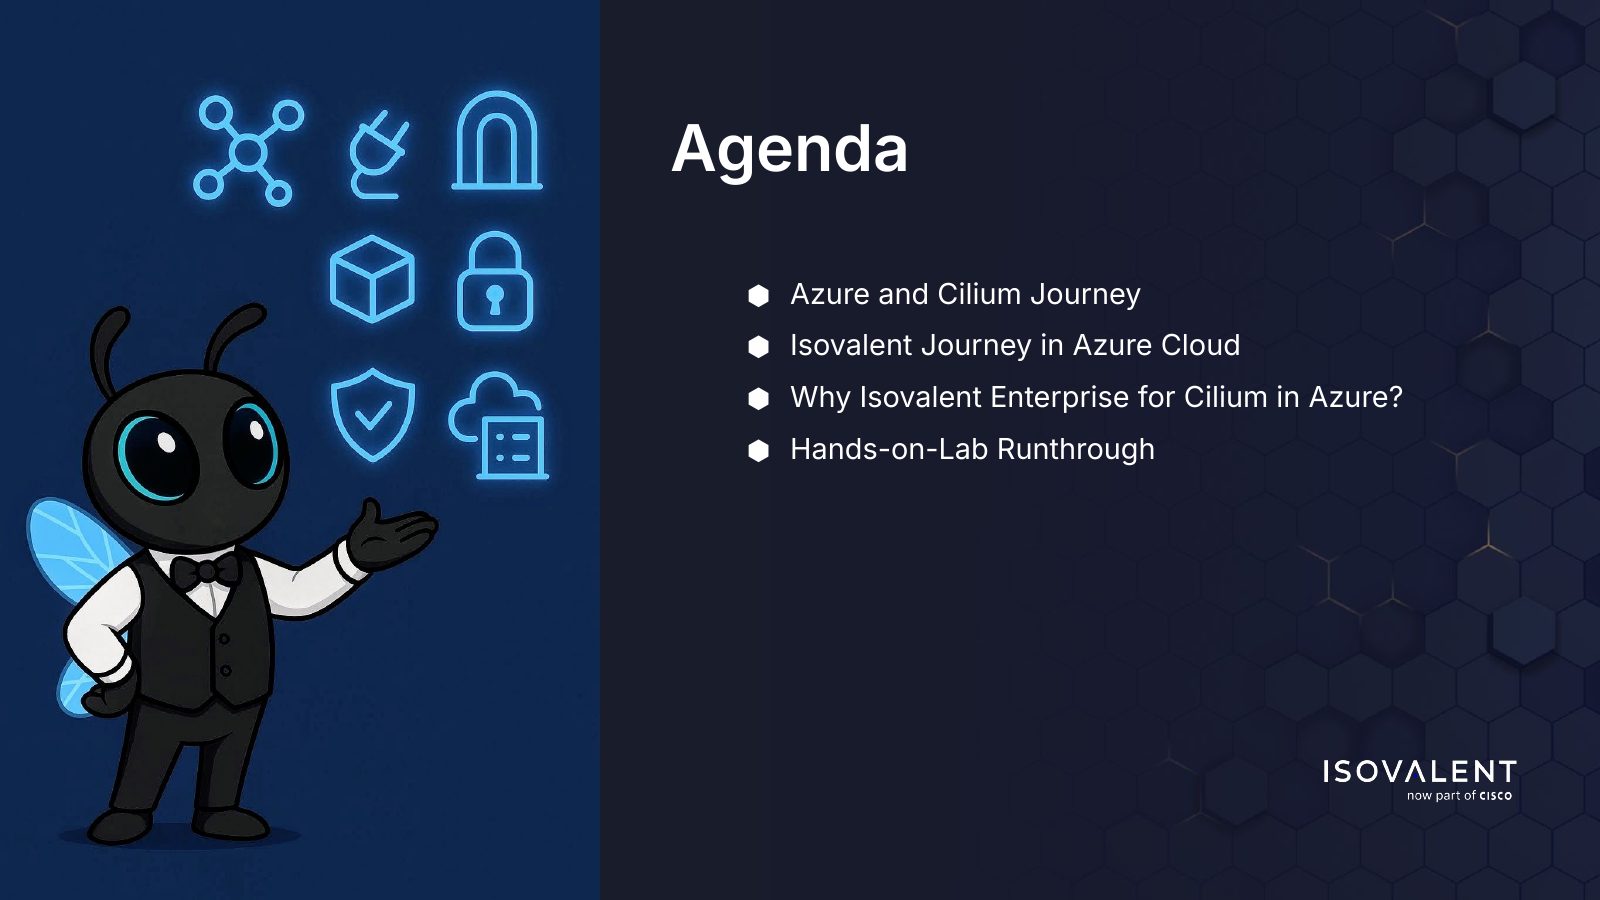 Agenda
Azure and Cilium Journey
Isovalent Journey in Azure Cloud
Why Isovalent Enterprise for Cilium in Azure?
Hands-on-Lab Runthrough
ISOVALENT
now part of CISCO